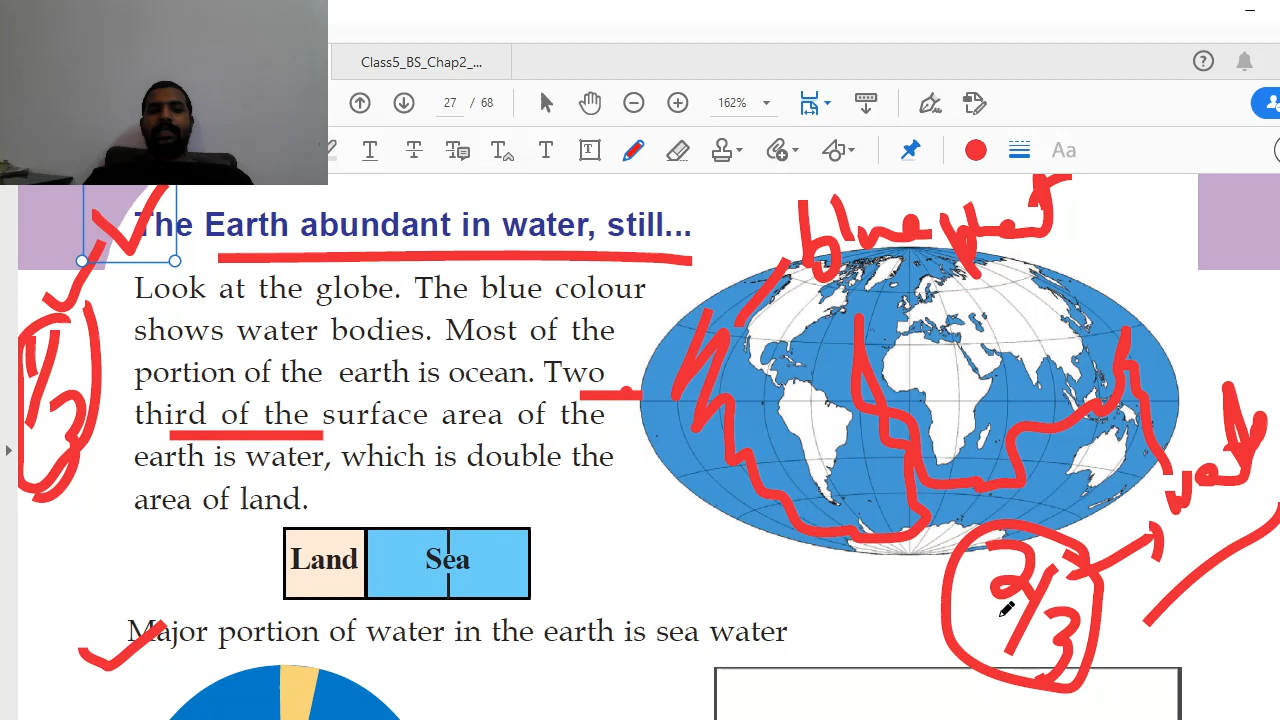 Class5_BS_Chap2_...
27 / 68
162%
Aa
The Earth abundant in water, still...
blue
Look at the globe. The blue colour
shows water bodies. Most of the
portion of the earth is ocean. Two
third of the surface area of the
earth is water, which is double the
area of land.
1/3
Land Sea
2/3
Major portion of water in the earth is sea water